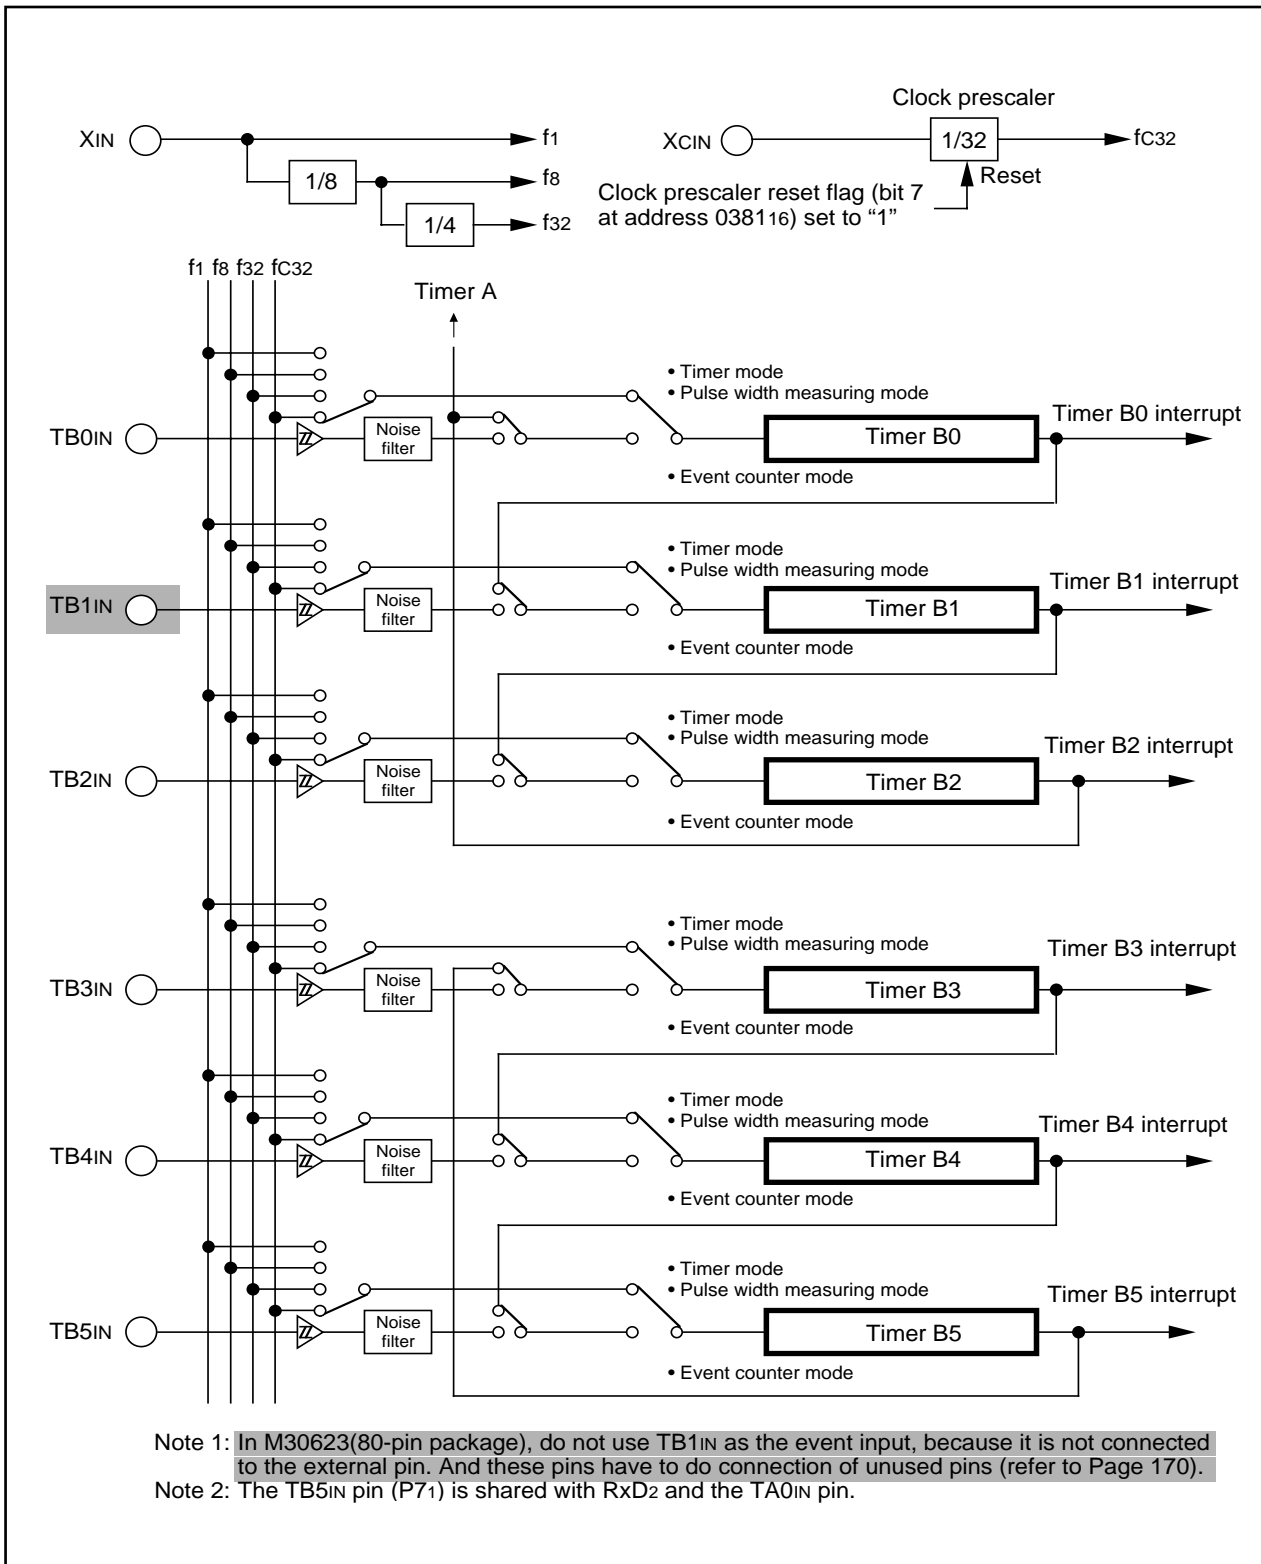 Clock prescaler
XIN
f1
XCIN
1/32
fC32
1/8
f8
Reset
Clock prescaler reset flag (bit 7
at address 038116) set to “1”
1/4
f32
f1 f8 f32 fC32
Timer A
• Timer mode
• Pulse width measuring mode
TB0IN
Noise
filter
Timer B0
Timer B0 interrupt
• Event counter mode
• Timer mode
• Pulse width measuring mode
TB1IN
Noise
filter
Timer B1
Timer B1 interrupt
• Event counter mode
• Timer mode
• Pulse width measuring mode
TB2IN
Noise
filter
Timer B2
Timer B2 interrupt
• Event counter mode
• Timer mode
• Pulse width measuring mode
TB3IN
Noise
filter
Timer B3
Timer B3 interrupt
• Event counter mode
• Timer mode
• Pulse width measuring mode
TB4IN
Noise
filter
Timer B4
Timer B4 interrupt
• Event counter mode
• Timer mode
• Pulse width measuring mode
TB5IN
Noise
filter
Timer B5
Timer B5 interrupt
• Event counter mode
Note 1: In M30623(80-pin package), do not use TB1IN as the event input, because it is not connected
to the external pin. And these pins have to do connection of unused pins (refer to Page 170).
Note 2: The TB5IN pin (P71) is shared with RxD2 and the TA0IN pin.